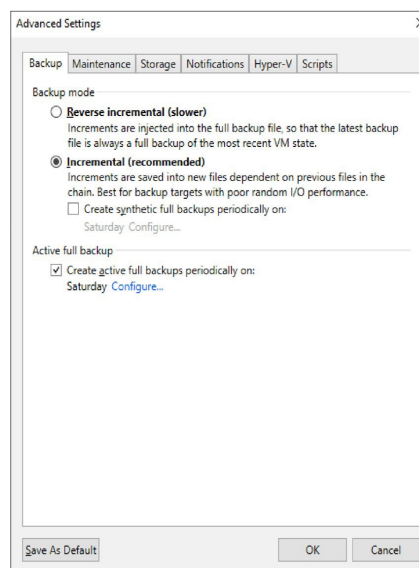 Advanced Settings
Backup Maintenance Storage Notifications Hyper-V Scripts
Backup mode
Reverse incremental (slower)
Increments are injected into the full backup file, so that the latest backup
file is always a full backup of the most recent VM state.
Incremental (recommended)
Increments are saved into new files dependent on previous files in the
chain. Best for backup targets with poor random I/O performance.
Create synthetic full backups periodically on:
Saturday Configure...
Active full backup
Create active full backups periodically on:
Saturday Configure...
Save As Default OK Cancel